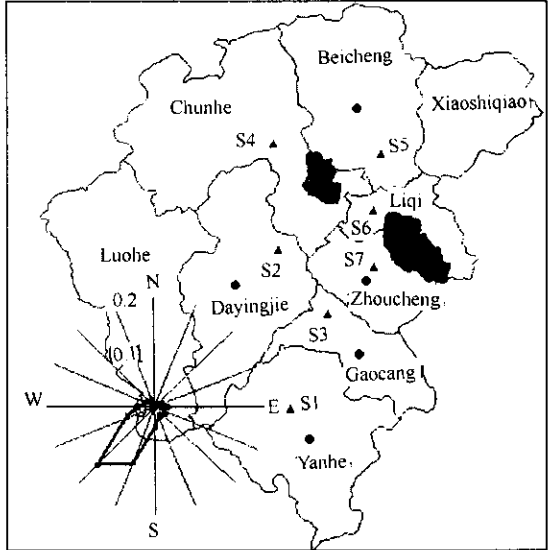 Beicheng
Chunhe
Xiaoshiqiao
S4
S5
Liqi
S6
Luohe
S2
S7
N
0.2
Dayingjie
Zhoucheng
S3
0.1
Gaocang
W
E
S1
Yanhe
S